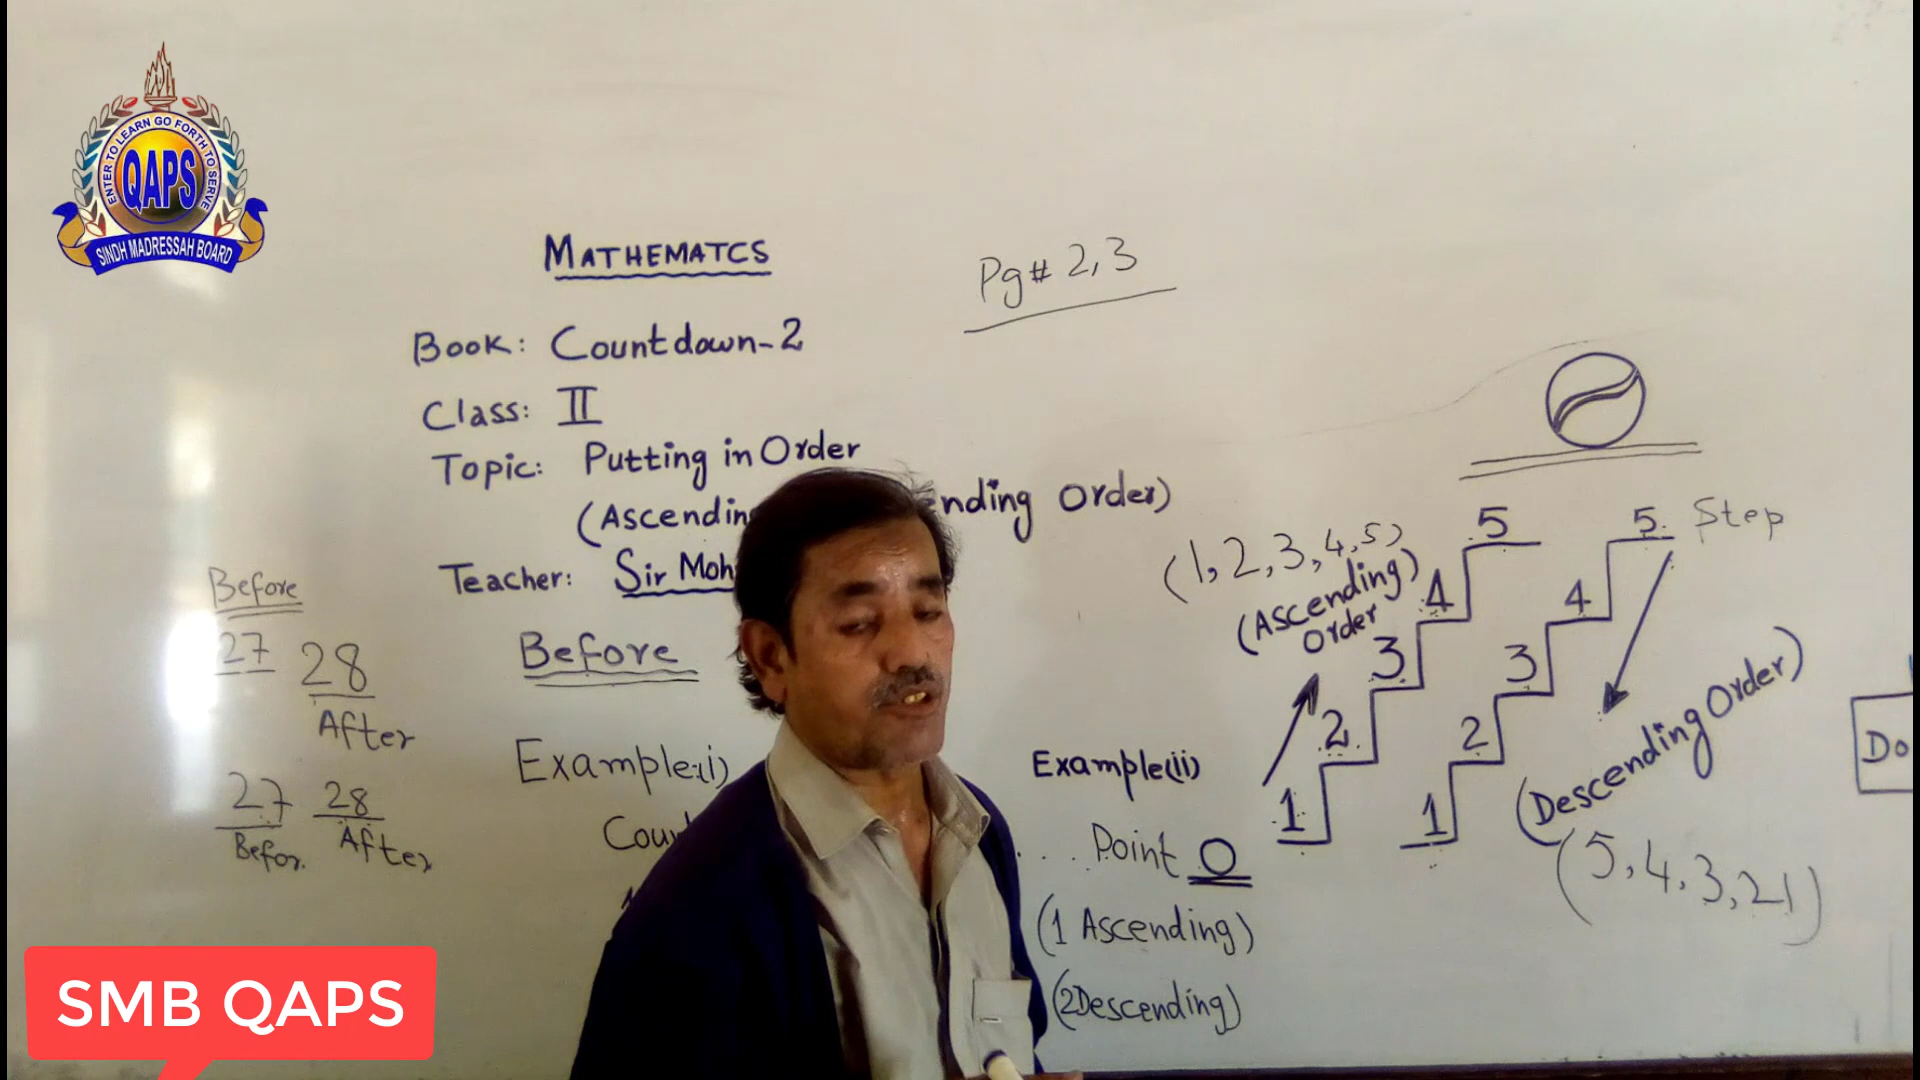 ENTER TO LEARN GO FORTH TO SERVE
QAPS
SINDH MADRESSAH BOARD
MATHEMATCS
Pg# 2,3
Book: Countdown-2
Class: II
Topic: Putting in Order
(Ascendin nding Order)
Teacher: Sir Moh
Before
27 28
After
27 28
Befor. After
Before
Example:i)
Cou
Example(ii)
Point O
(1 Ascending)
(2Descending)
(1,2,3,4,5)
(Ascending)
Order
1 2 3 4 5
1 2 3 4 5. Step
(Descending Order)
(5,4,3,21)
Do
SMB QAPS